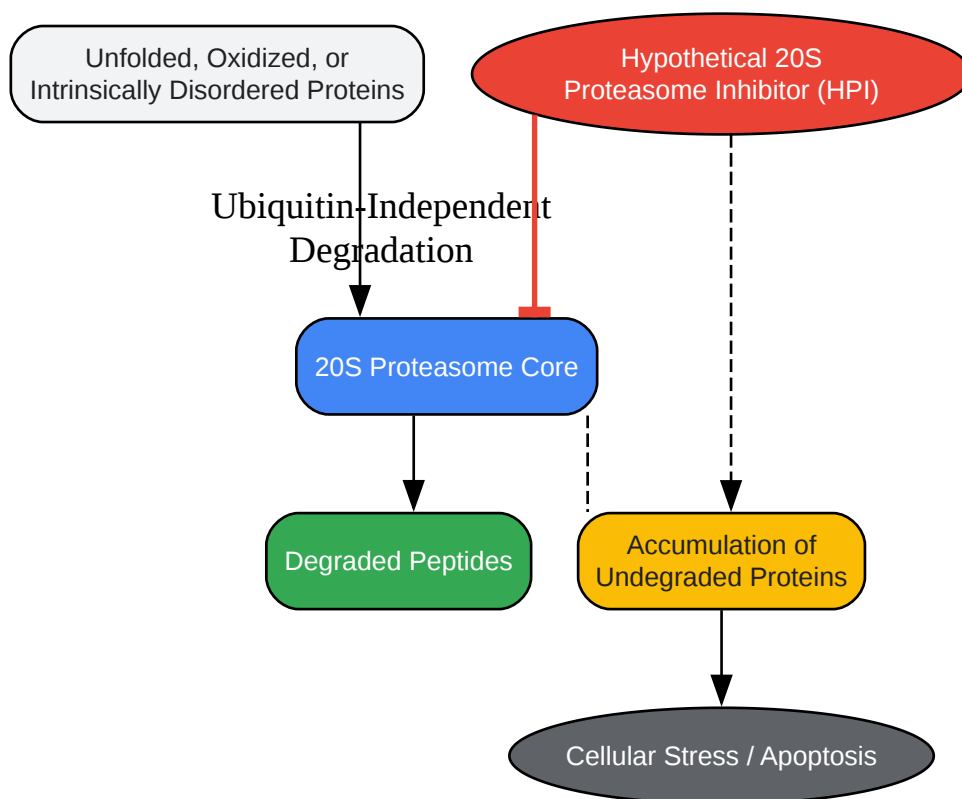 Unfolded, Oxidized, or
Intrinsically Disordered Proteins
Hypothetical 20S
Proteasome Inhibitor (HPI)
Ubiquitin-Independent
Degradation
20S Proteasome Core
Degraded Peptides
Accumulation of
Undegraded Proteins
Cellular Stress / Apoptosis